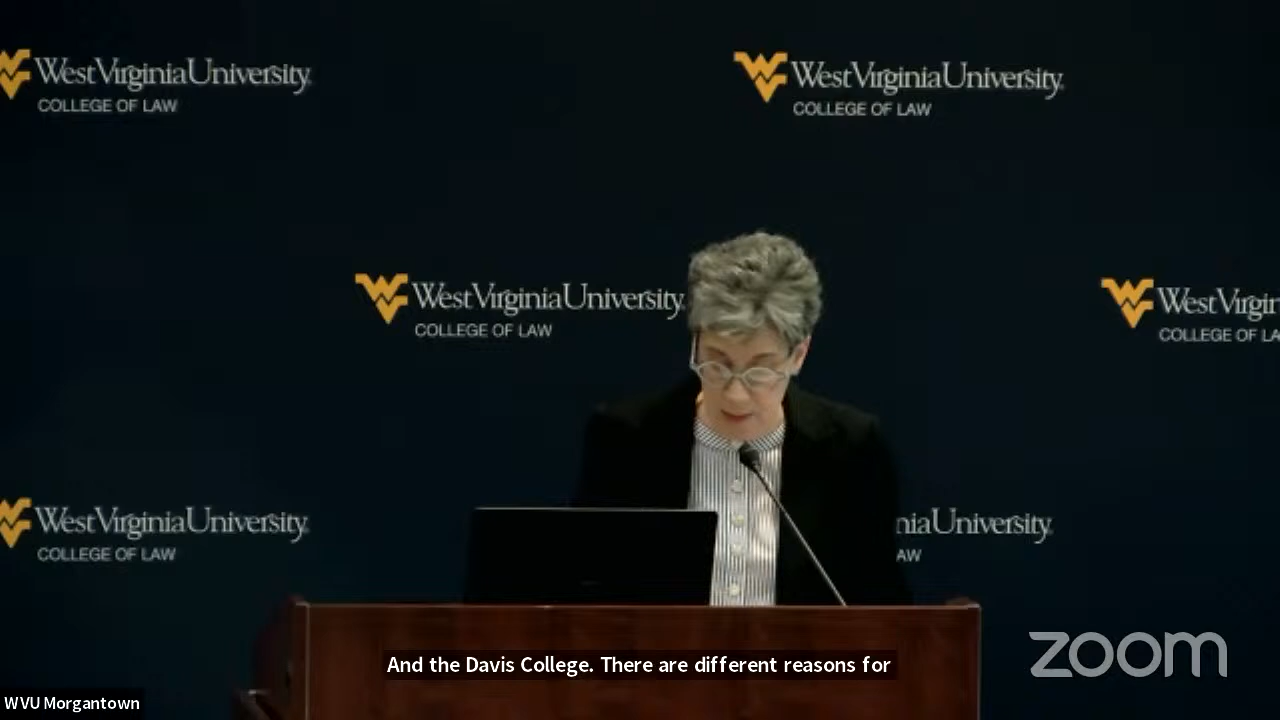 West Virginia University.
COLLEGE OF LAW
West Virginia University.
COLLEGE OF LAW
West Virginia University.
COLLEGE OF LAW
West Virgin
COLLEGE OF LA
West Virginia University.
COLLEGE OF LAW
nia University.
AW
And the Davis College. There are different reasons for
zoom
WVU Morgantown